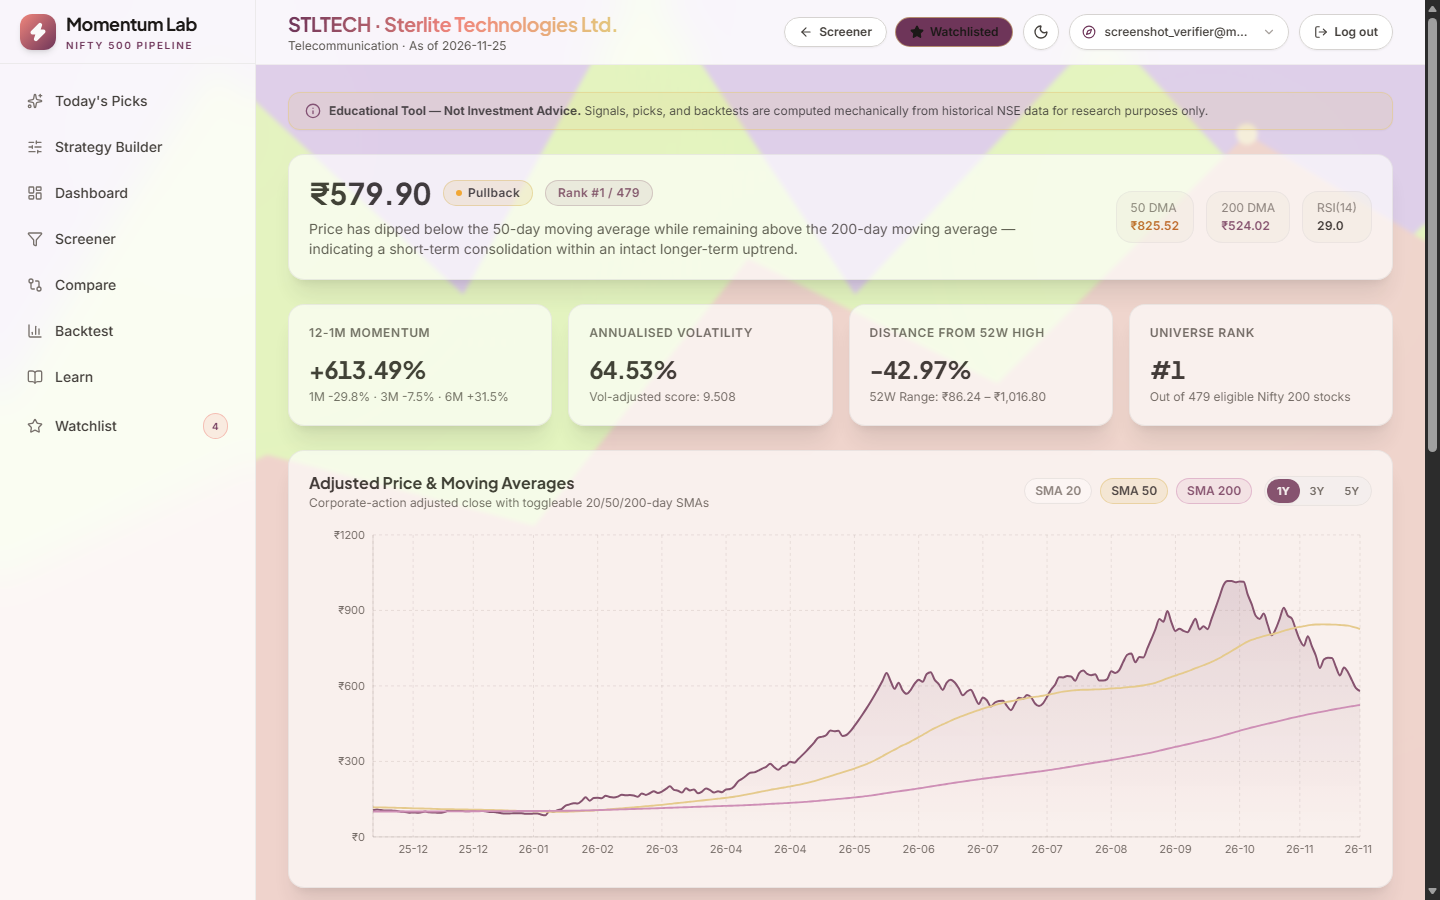 Momentum Lab
NIFTY 500 PIPELINE
Today's Picks
Strategy Builder
Dashboard
Screener
Compare
Backtest
Learn
Watchlist
4
STLTECH · Sterlite Technologies Ltd.
Telecommunication · As of 2026-11-25
Screener
Watchlisted
screenshot_verifier@m...
Log out
Educational Tool — Not Investment Advice. Signals, picks, and backtests are computed mechanically from historical NSE data for research purposes only.
₹579.90
Pullback
Rank #1 / 479
Price has dipped below the 50-day moving average while remaining above the 200-day moving average —
indicating a short-term consolidation within an intact longer-term uptrend.
50 DMA
₹825.52
200 DMA
₹524.02
RSI(14)
29.0
12-1M MOMENTUM
+613.49%
1M -29.8% · 3M -7.5% · 6M +31.5%
ANNUALISED VOLATILITY
64.53%
Vol-adjusted score: 9.508
DISTANCE FROM 52W HIGH
-42.97%
52W Range: ₹86.24 – ₹1,016.80
UNIVERSE RANK
#1
Out of 479 eligible Nifty 200 stocks
Adjusted Price & Moving Averages
Corporate-action adjusted close with toggleable 20/50/200-day SMAs
SMA 20
SMA 50
SMA 200
1Y
3Y
5Y
₹1200
₹900
₹600
₹300
₹0
25-12 25-12 26-01 26-02 26-03 26-04 26-04 26-05 26-06 26-07 26-07 26-08 26-09 26-10 26-11 26-11